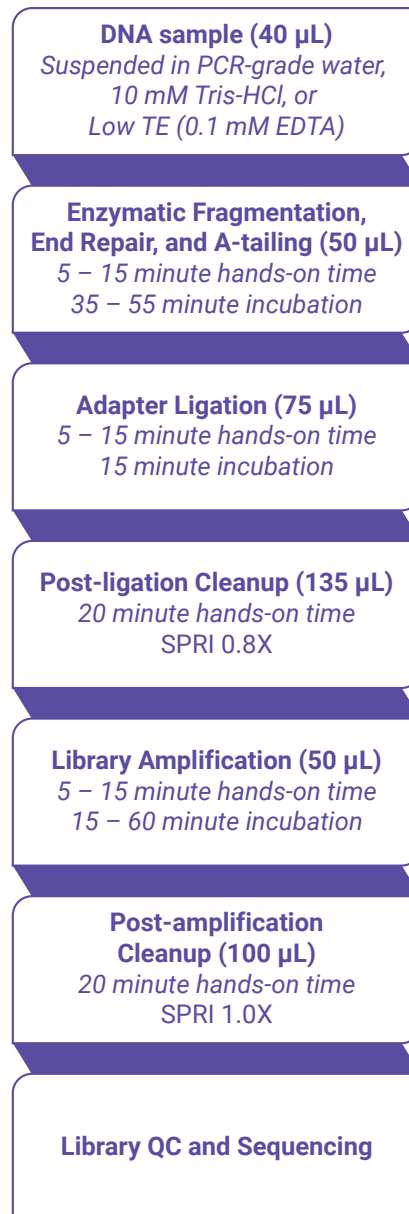 DNA sample (40 µL)
Suspended in PCR-grade water,
10 mM Tris-HCl, or
Low TE (0.1 mM EDTA)
Enzymatic Fragmentation,
End Repair, and A-tailing (50 µL)
5 – 15 minute hands-on time
35 – 55 minute incubation
Adapter Ligation (75 µL)
5 – 15 minute hands-on time
15 minute incubation
Post-ligation Cleanup (135 µL)
20 minute hands-on time
SPRI 0.8X
Library Amplification (50 µL)
5 – 15 minute hands-on time
15 – 60 minute incubation
Post-amplification
Cleanup (100 µL)
20 minute hands-on time
SPRI 1.0X
Library QC and Sequencing